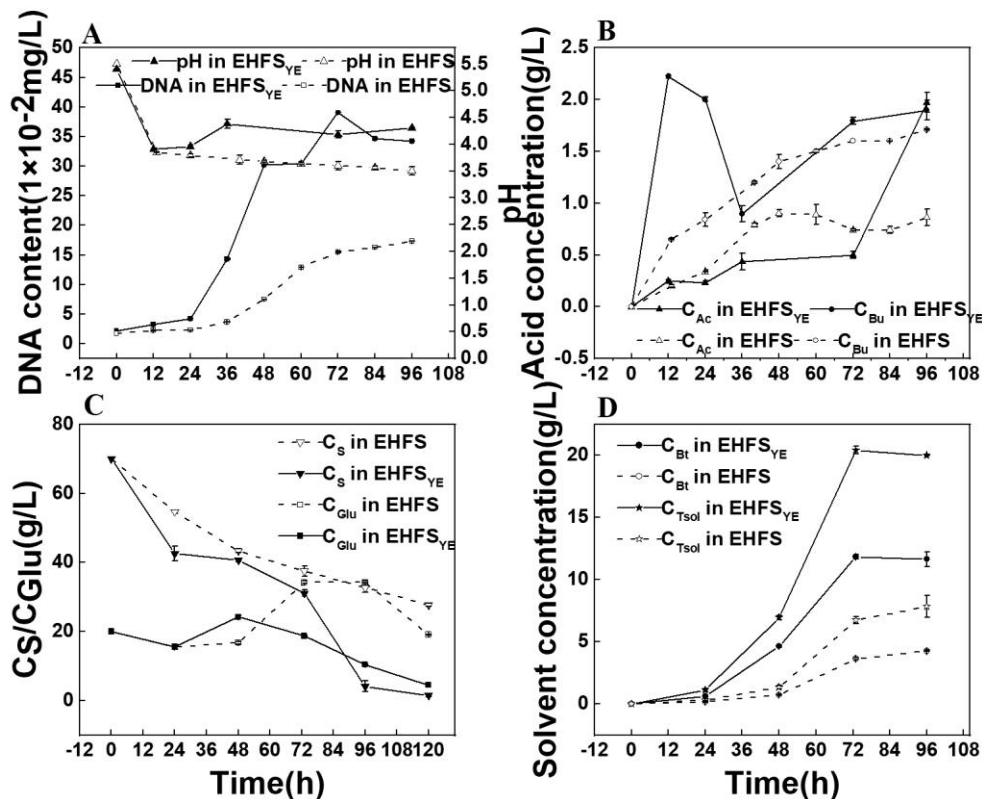 A
DNA content(1×10-2mg/L)
50
45
40
35
30
25
20
15
10
5
0
pH in EHFSYE
pH in EHFS
DNA in EHFSYE
DNA in EHFS
5.5
5.0
4.5
4.0
3.5
3.0
2.5
2.0
1.5
1.0
0.5
0.0
pH
-12 0 12 24 36 48 60 72 84 96 108
B
Acid concentration(g/L)
2.5
2.0
1.5
1.0
0.5
0.0
-0.5
CAc in EHFSYE
CBu in EHFSYE
CAc in EHFS
CBu in EHFS
-12 0 12 24 36 48 60 72 84 96 108
C
CS/CGlu(g/L)
80
60
40
20
0
CS in EHFS
CS in EHFSYE
CGlu in EHFS
CGlu in EHFSYE
-12 0 12 24 36 48 60 72 84 96 108 120
Time(h)
D
Solvent concentration(g/L)
20
15
10
5
0
CBt in EHFSYE
CBt in EHFS
CTsol in EHFSYE
CTsol in EHFS
-12 0 12 24 36 48 60 72 84 96 108
Time(h)